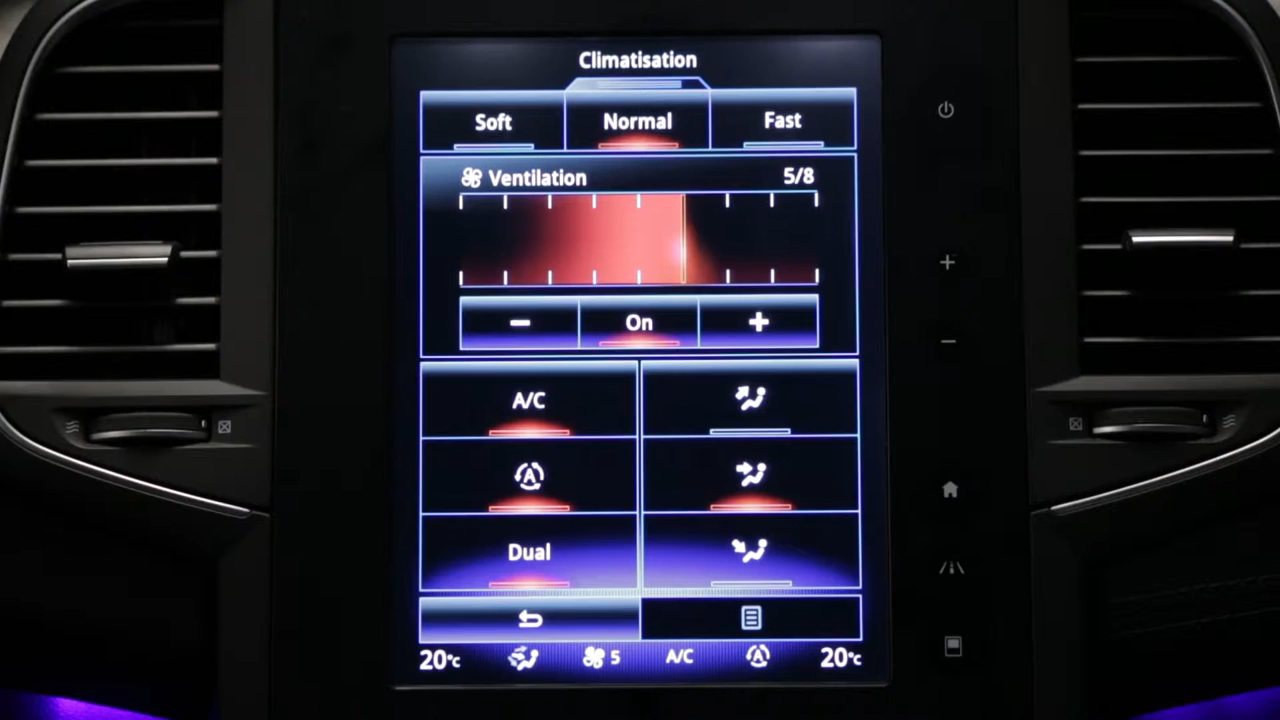 Climatisation
Soft Normal Fast
Ventilation 5/8
On
A/C
A
Dual
20°C 5 A/C A 20°C